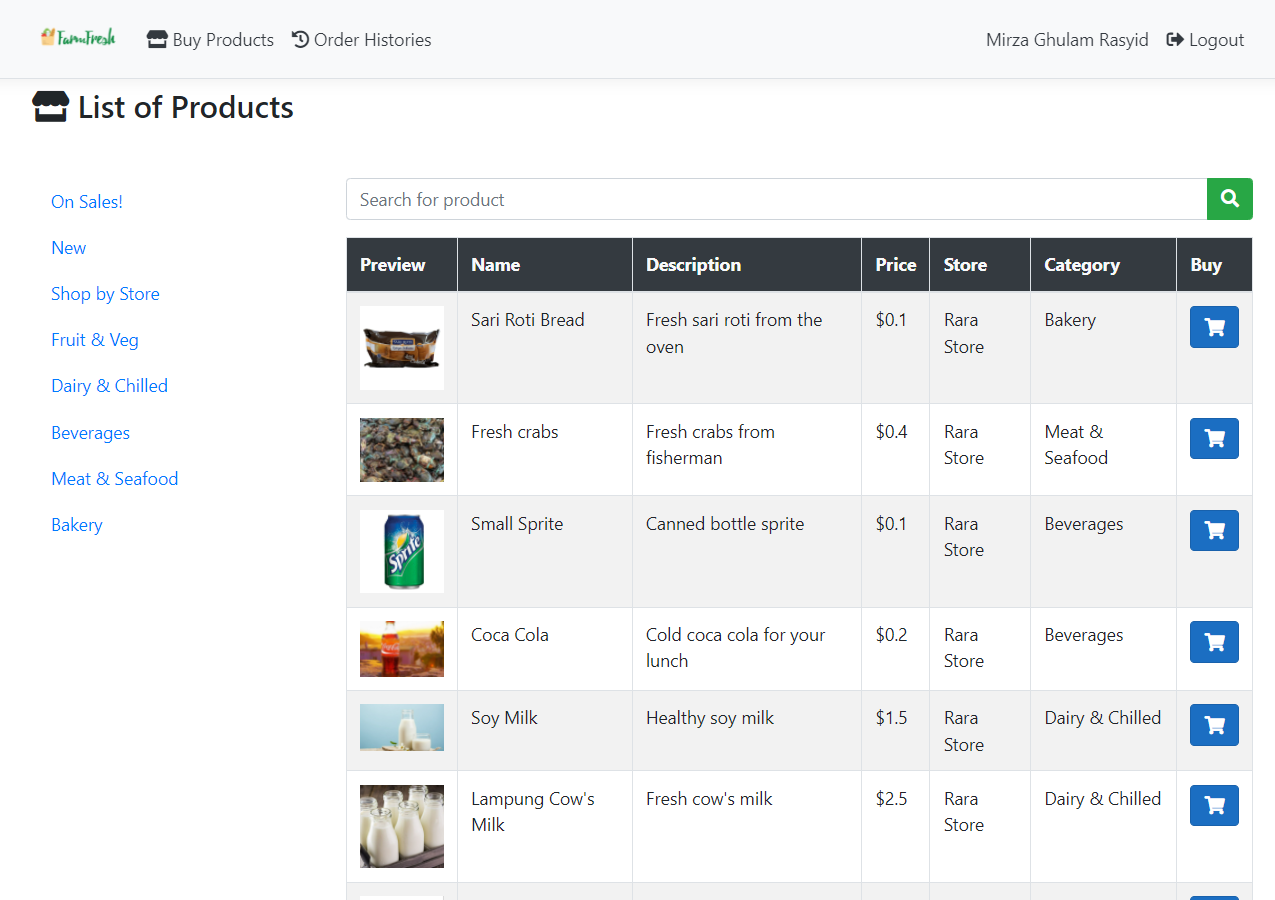 FamuFresh Buy Products Order Histories Mirza Ghulam Rasyid Logout
List of Products
On Sales!
New
Shop by Store
Fruit & Veg
Dairy & Chilled
Beverages
Meat & Seafood
Bakery
Search for product
Preview Name Description Price Store Category Buy
Sari Roti Bread Fresh sari roti from the $0.1 Rara Bakery
oven Store
Fresh crabs Fresh crabs from $0.4 Rara Meat &
fisherman Store Seafood
Sprite
Small Sprite Canned bottle sprite $0.1 Rara Beverages
Store
Coca Cola Cold coca cola for your $0.2 Rara Beverages
lunch Store
Soy Milk Healthy soy milk $1.5 Rara Dairy & Chilled
Store
Lampung Cow's Fresh cow's milk $2.5 Rara Dairy & Chilled
Milk Store